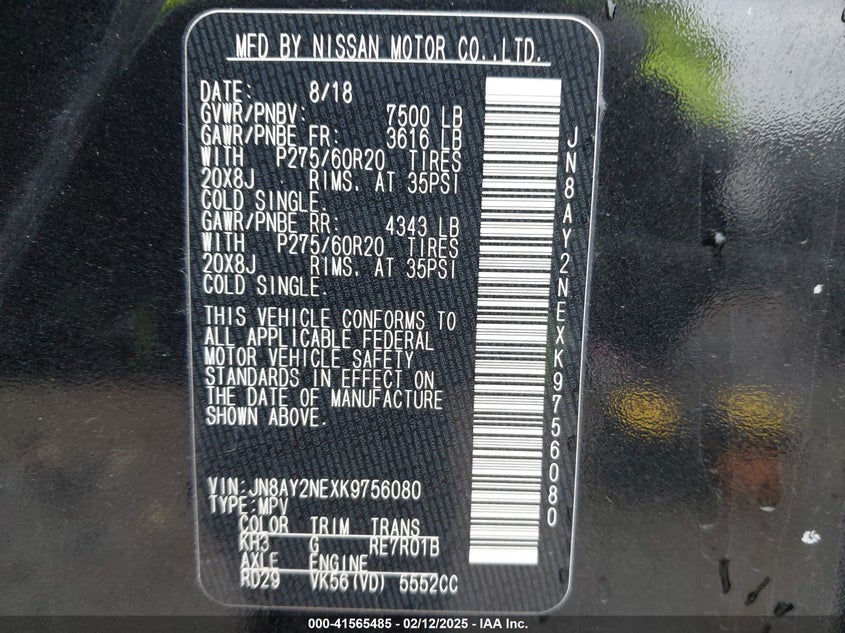 MFD BY NISSAN MOTOR CO.,LTD.
DATE: 8/18
GVWR/PNBV: 7500 LB
GAWR/PNBE FR: 3616 LB
WITH P275/60R20 TIRES
20X8J RIMS. AT 35PSI
COLD SINGLE.
GAWR/PNBE RR: 4343 LB
WITH P275/60R20 TIRES
20X8J RIMS. AT 35PSI
COLD SINGLE.
THIS VEHICLE CONFORMS TO
ALL APPLICABLE FEDERAL
MOTOR VEHICLE SAFETY
STANDARDS IN EFFECT ON
THE DATE OF MANUFACTURE
SHOWN ABOVE.
VIN:JN8AY2NEXK9756080
TYPE:MPV
COLOR TRIM TRANS
KH3 G RE7R01B
AXLE ENGINE
RD29 VK56(VD) 5552CC
JN8AY2NEXK9756080
000-41565485 - 02/12/2025 - IAA Inc.